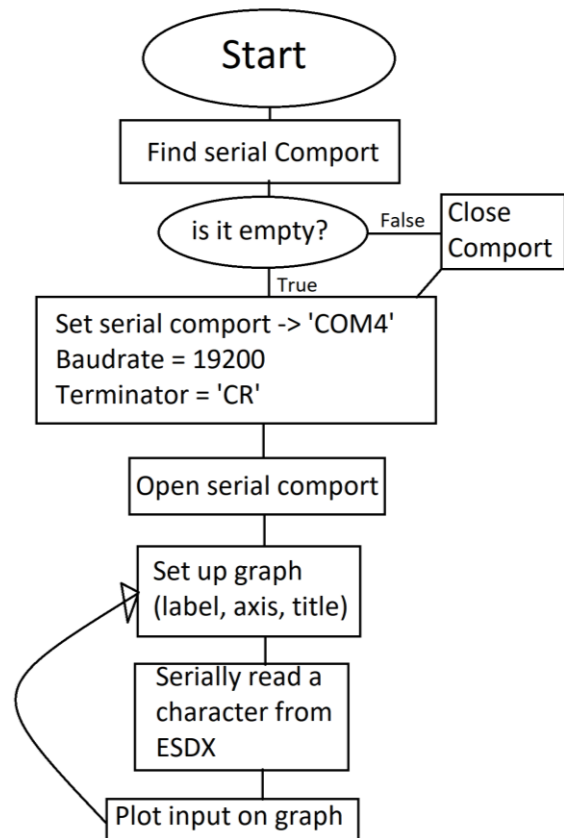 Start
Find serial Comport
is it empty?
False
Close
Comport
True
Set serial comport -> 'COM4'
Baudrate = 19200
Terminator = 'CR'
Open serial comport
Set up graph
(label, axis, title)
Serially read a
character from
ESDX
Plot input on graph